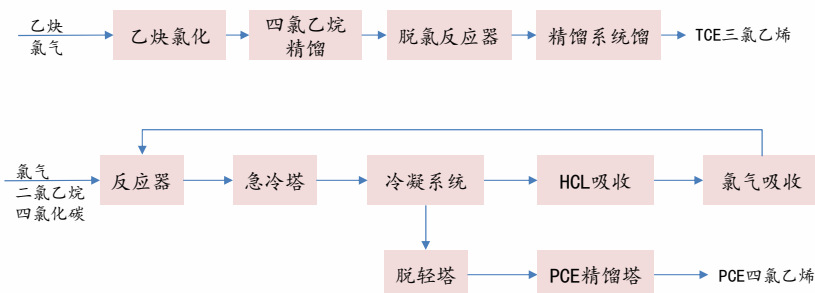 乙炔
氯气
乙炔氯化
四氯乙烷
精馏
脱氯反应器
精馏系统馏
TCE三氯乙烯
氯气
二氯乙烷
四氯化碳
反应器
急冷塔
冷凝系统
HCL吸收
氯气吸收
脱轻塔
PCE精馏塔
PCE四氯乙烯